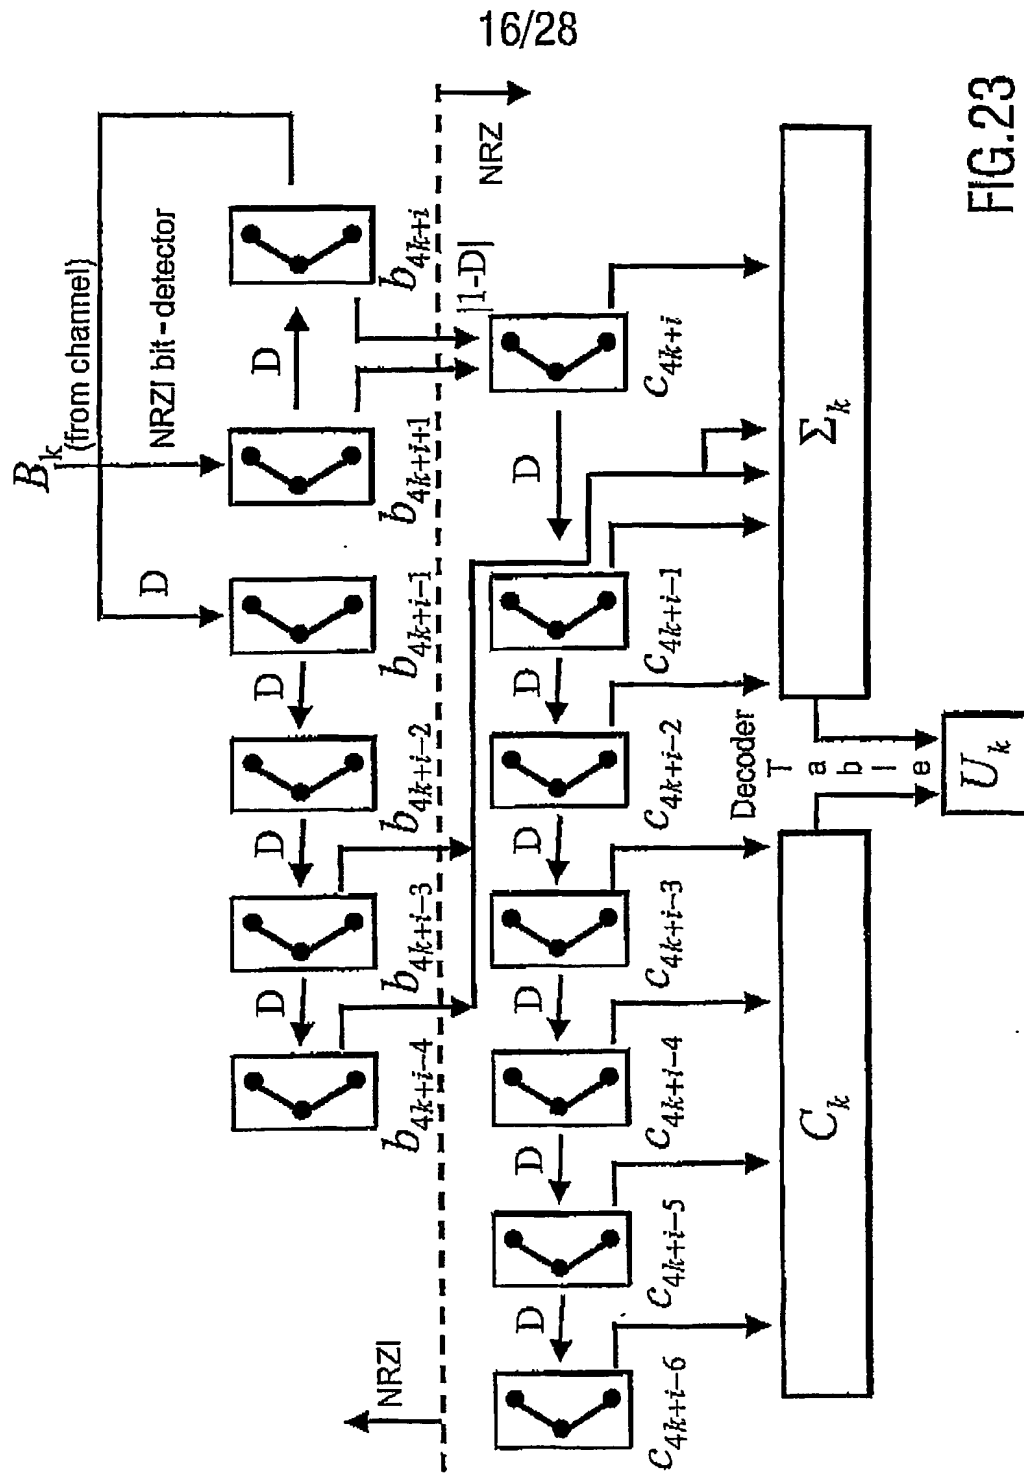 16/28
B_k
(from channel)
NRZI bit-detector
D
D
b_{4k+i-4}
D
b_{4k+i-3}
D
b_{4k+i-2}
D
b_{4k+i-1}
b_{4k+i+1}
b_{4k+i}
NRZI
NRZ
|1-D|
c_{4k+i-6}
D
c_{4k+i-5}
D
c_{4k+i-4}
D
c_{4k+i-3}
D
c_{4k+i-2}
D
c_{4k+i-1}
D
c_{4k+i}
Decoder
Table
C_k
Σ_k
U_k
FIG.23